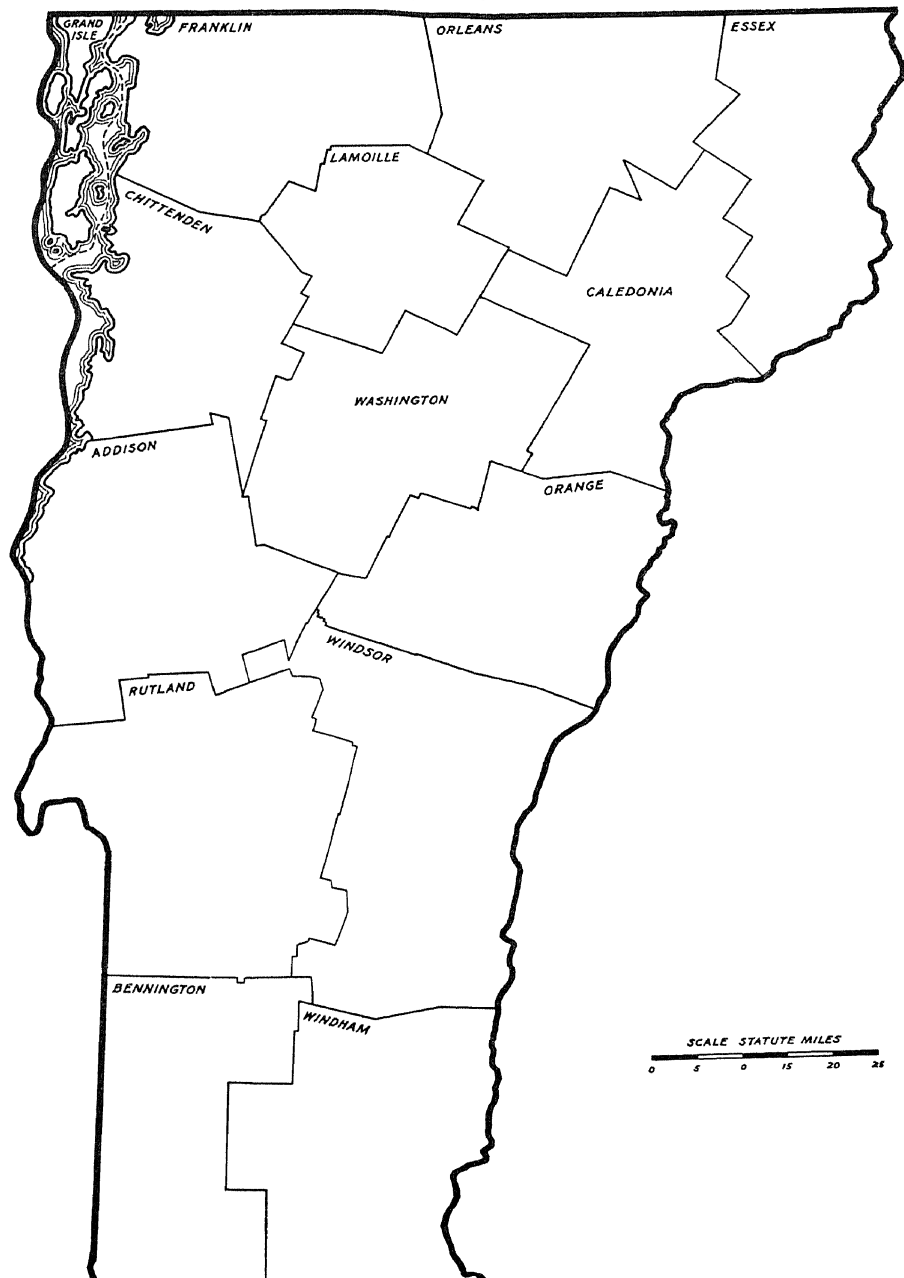 GRAND
ISLE
FRANKLIN
ORLEANS
ESSEX
LAMOILLE
CHITTENDEN
CALEDONIA
WASHINGTON
ADDISON
ORANGE
WINDSOR
RUTLAND
BENNINGTON
WINDHAM
SCALE STATUTE MILES
0 5 0 15 20 25